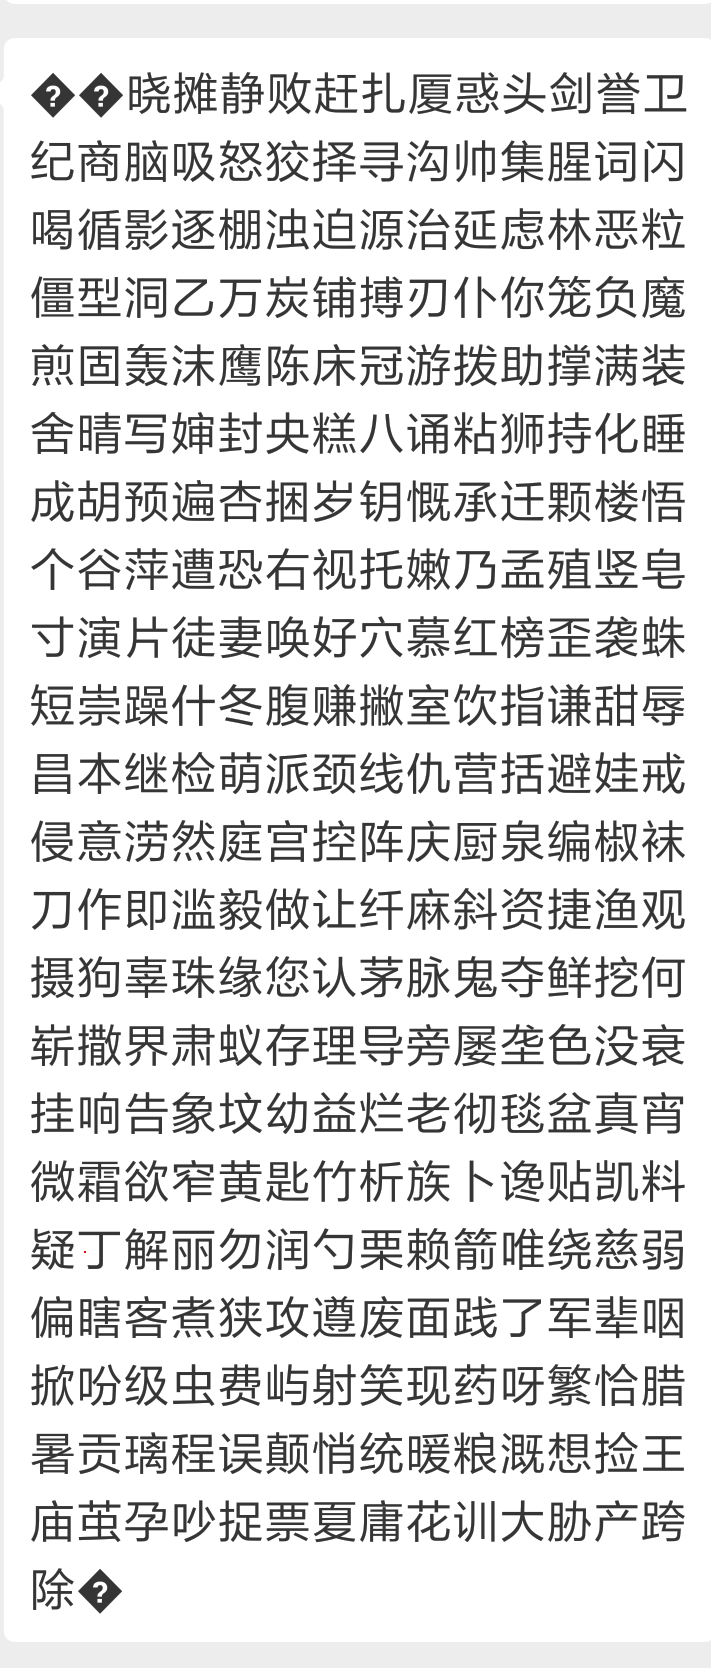 ��晓摊静败赶扎厦惑头剑誉卫
纪商脑吸怒狡择寻沟帅集腥词闪
喝循影逐棚浊迫源治延虑林恶粒
僵型洞乙万炭铺搏刃仆你笼负魔
煎固轰沫鹰陈床冠游拨助撑满装
舍晴写婶封央糕八诵粘狮持化睡
成胡预遍杏捆岁钥慨承迁颗楼悟
个谷萍遭恐右视托嫩乃孟殖竖皂
寸演片徒妻唤好穴慕红榜歪袭蛛
短崇躁什冬腹赚撇室饮指谦甜辱
昌本继检萌派颈线仇营括避娃戒
侵意涝然庭宫控阵庆厨泉编椒袜
刀作即滥毅做让纤麻斜资捷渔观
摄狗辜珠缘您认茅脉鬼夺鲜挖何
崭撒界肃蚁存理导旁屡垄色没衰
挂响告象坟幼益烂老彻毯盆真宵
微霜欲窄黄匙竹析族卜谗贴凯料
疑丁解丽勿润勺栗赖箭唯绕慈弱
偏瞎客煮狭攻遵废面践了军辈咽
掀吩级虫费屿射笑现药呀繁恰腊
暑贡璃程误颠悄统暖粮溉想捡王
庙茧孕吵捉票夏庸花训大胁产跨
除�